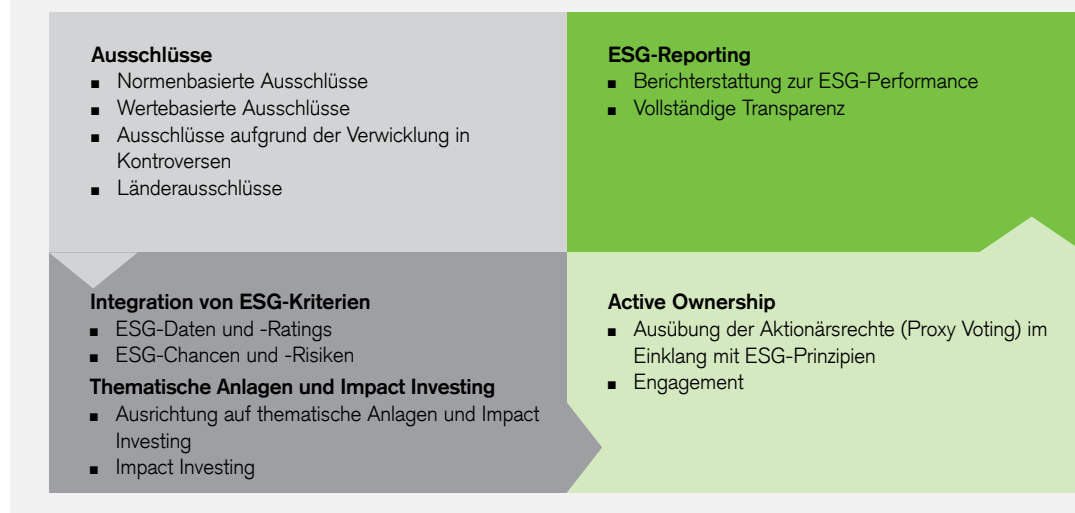 Ausschlüsse
▪ Normenbasierte Ausschlüsse
▪ Wertebasierte Ausschlüsse
▪ Ausschlüsse aufgrund der Verwicklung in
Kontroversen
▪ Länderausschlüsse
ESG-Reporting
▪ Berichterstattung zur ESG-Performance
▪ Vollständige Transparenz
Integration von ESG-Kriterien
▪ ESG-Daten und -Ratings
▪ ESG-Chancen und -Risiken
Thematische Anlagen und Impact Investing
▪ Ausrichtung auf thematische Anlagen und Impact
Investing
▪ Impact Investing
Active Ownership
▪ Ausübung der Aktionärsrechte (Proxy Voting) im
Einklang mit ESG-Prinzipien
▪ Engagement